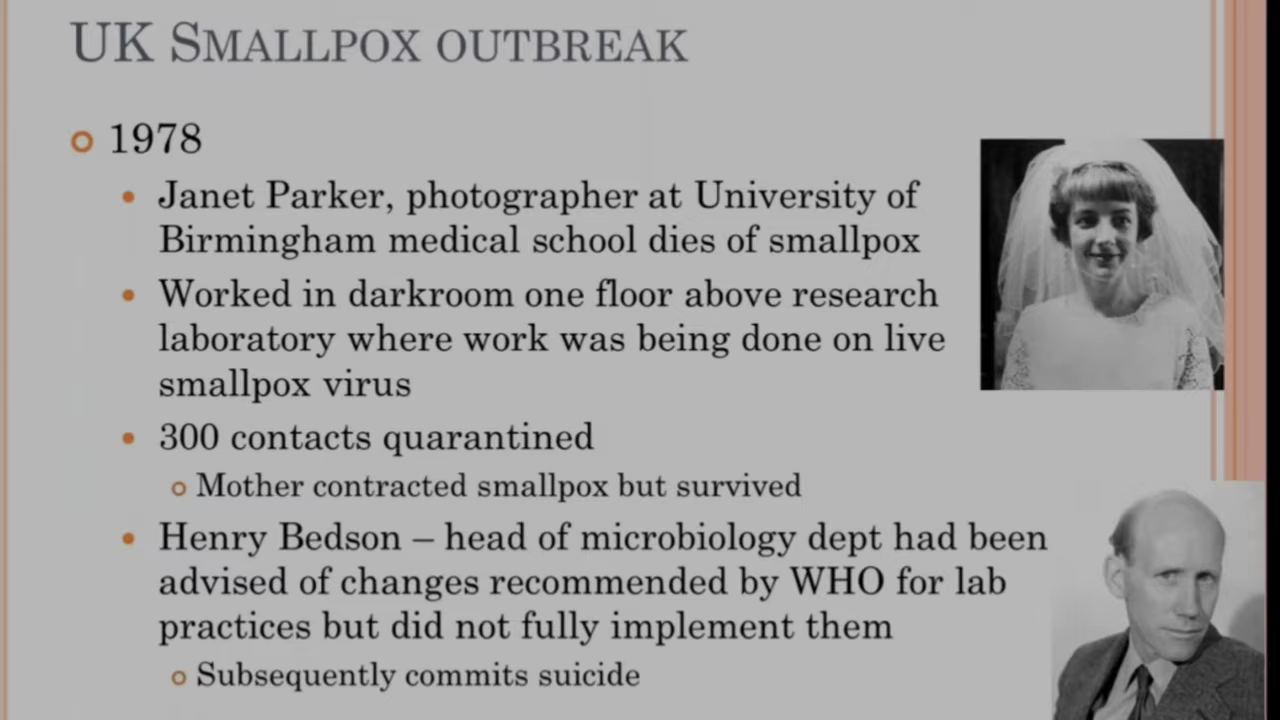 UK SMALLPOX OUTBREAK
1978
Janet Parker, photographer at University of
Birmingham medical school dies of smallpox
Worked in darkroom one floor above research
laboratory where work was being done on live
smallpox virus
300 contacts quarantined
Mother contracted smallpox but survived
Henry Bedson – head of microbiology dept had been
advised of changes recommended by WHO for lab
practices but did not fully implement them
Subsequently commits suicide